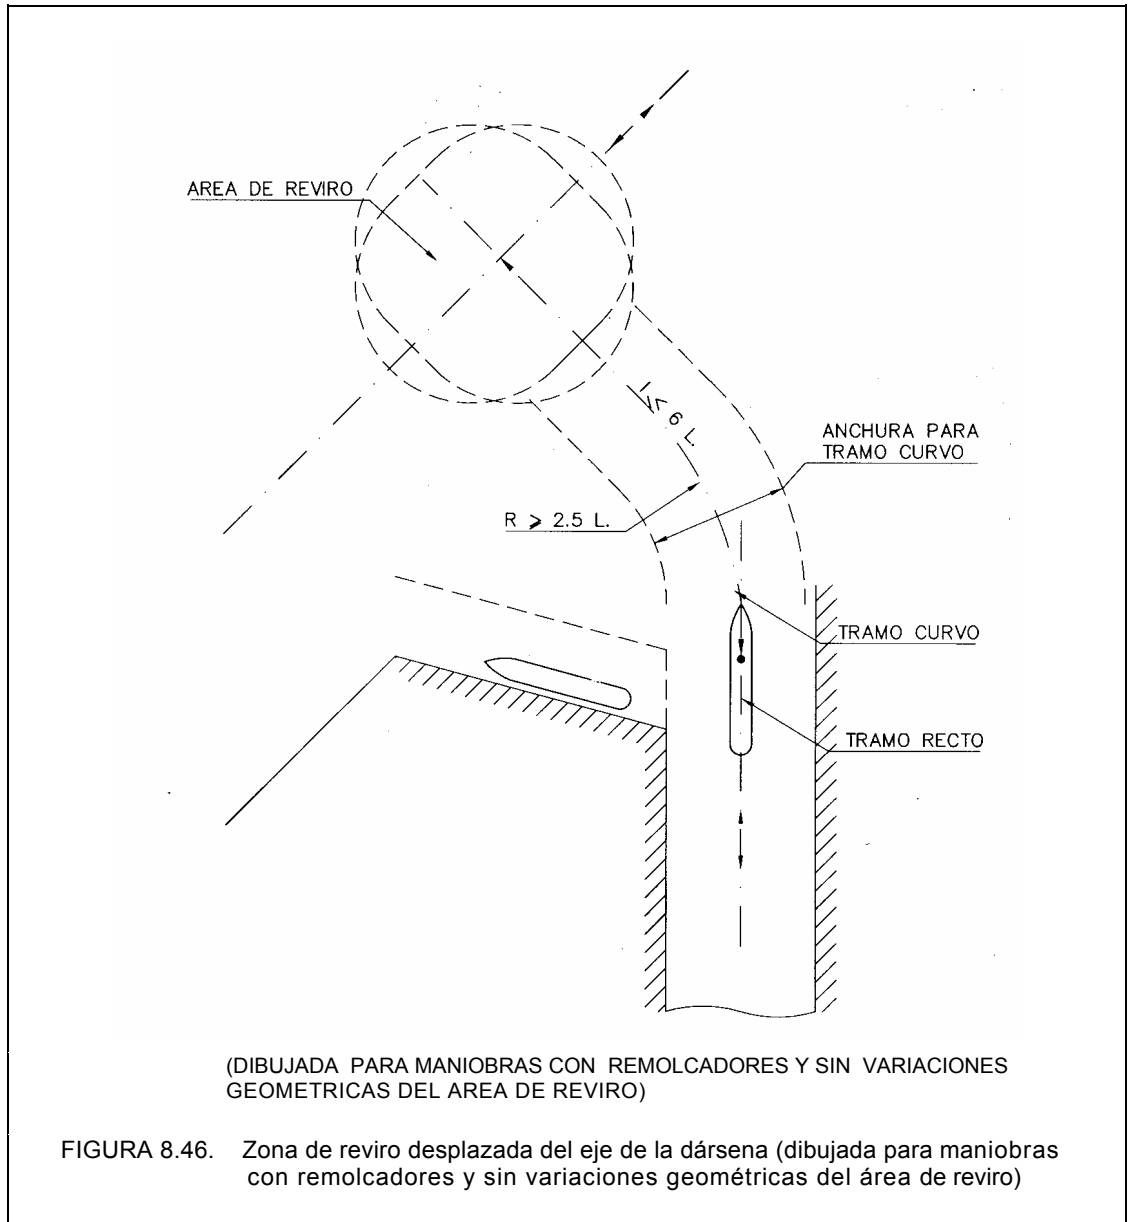 AREA DE REVIRO
l < 6 L.
ANCHURA PARA
TRAMO CURVO
R ⩾ 2.5 L.
TRAMO CURVO
TRAMO RECTO
(DIBUJADA PARA MANIOBRAS CON REMOLCADORES Y SIN VARIACIONES
GEOMETRICAS DEL AREA DE REVIRO)
FIGURA 8.46. Zona de reviro desplazada del eje de la dársena (dibujada para maniobras
con remolcadores y sin variaciones geométricas del área de reviro)